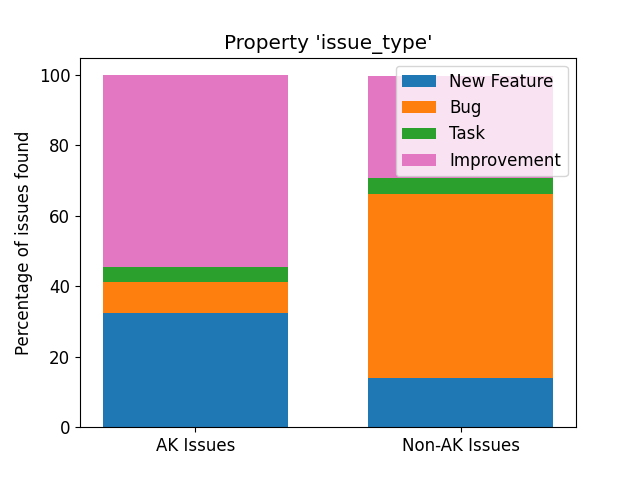 Property 'issue_type'
Percentage of issues found
100
80
60
40
20
0
New Feature
Bug
Task
Improvement
AK Issues
Non-AK Issues